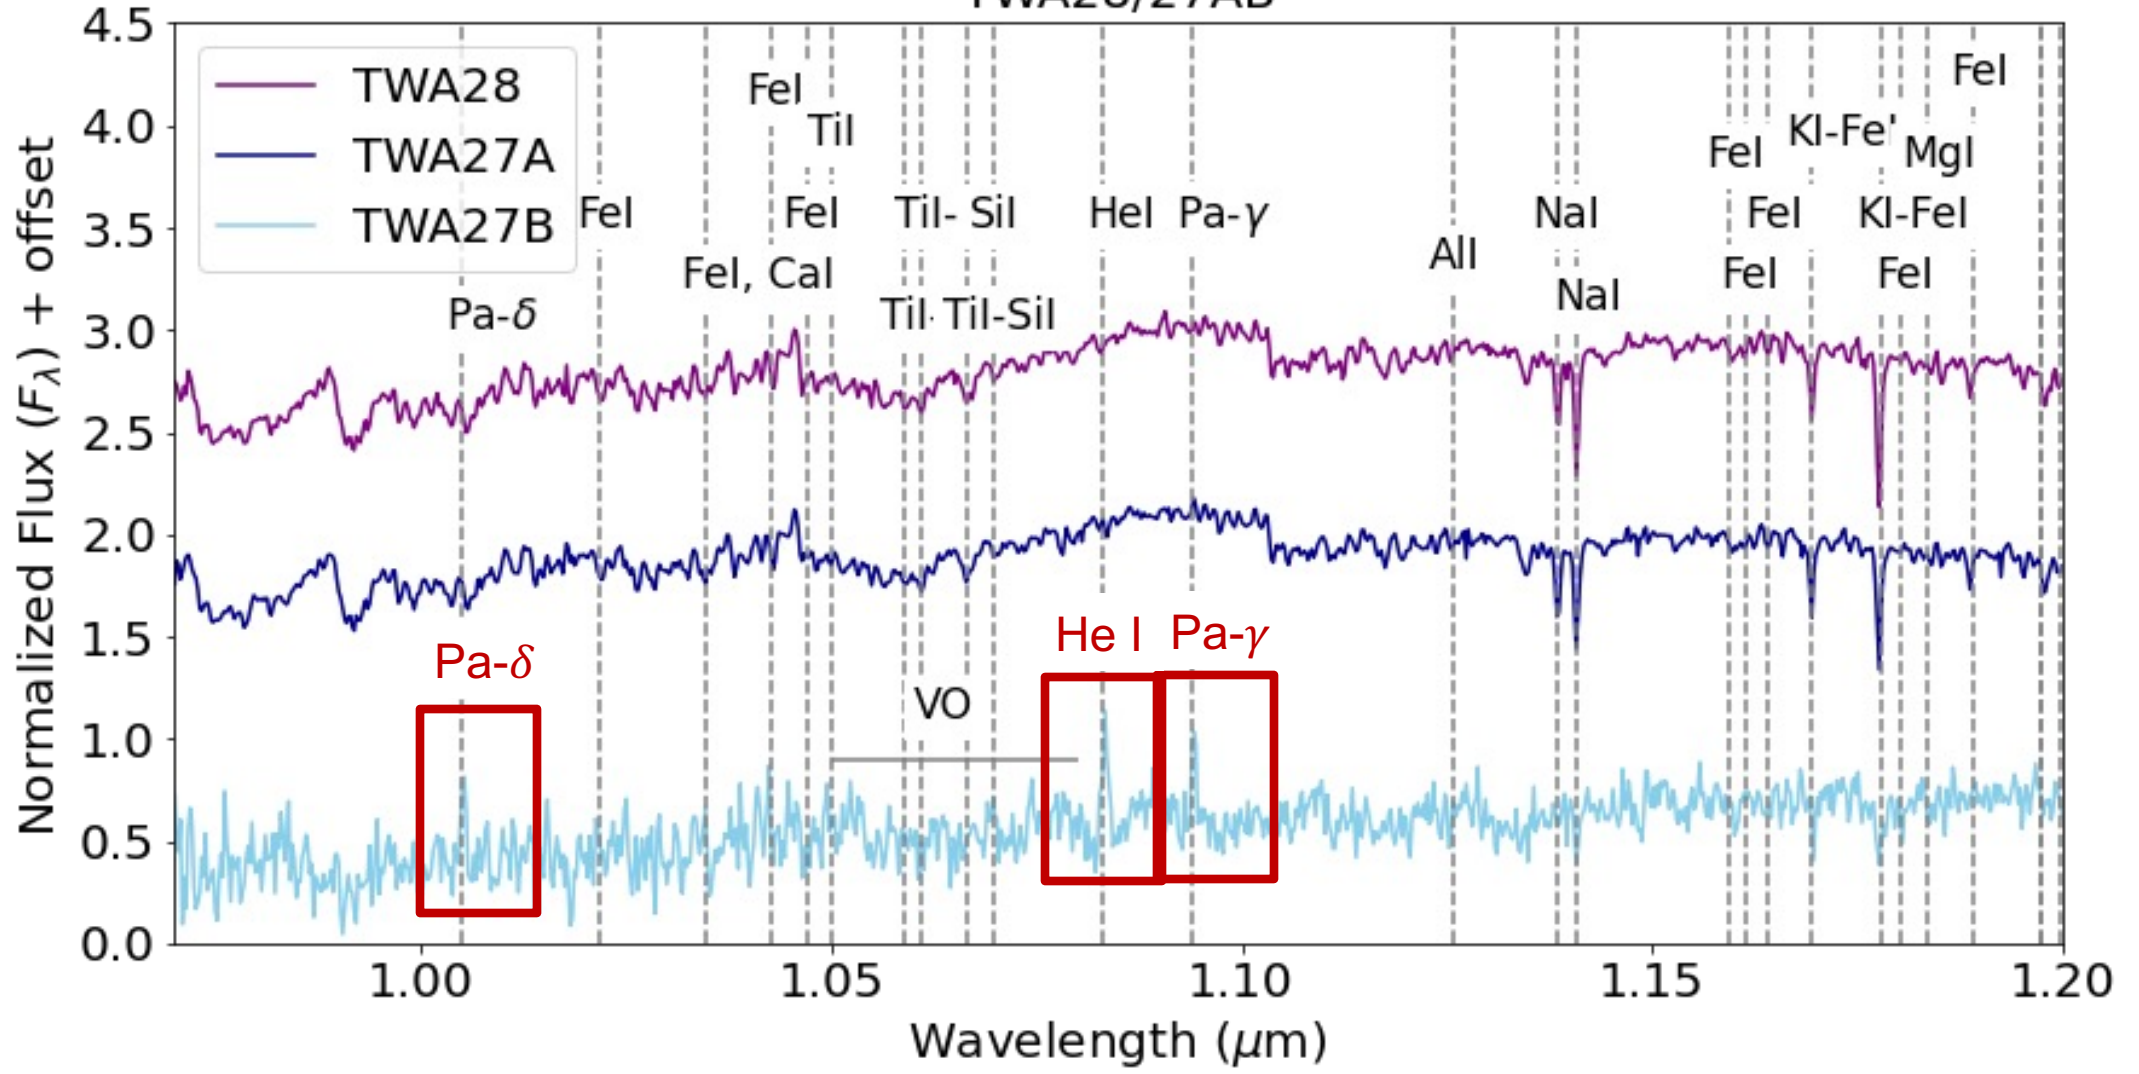 TWA28/27AB
4.5
4.0
3.5
3.0
2.5
2.0
1.5
1.0
0.5
0.0
Normalized Flux (Fλ) + offset
TWA28
TWA27A
TWA27B
FeI
FeI
TiI
KI-Fe
FeI
MgI
FeI
FeI
TiI- SiI
HeI
Pa-γ
NaI
FeI
KI-FeI
AlI
FeI, CaI
NaI
FeI
FeI
Pa-δ
TiI- TiI-SiI
Pa-δ
He I
Pa-γ
VO
1.00
1.05
1.10
1.15
1.20
Wavelength (μm)